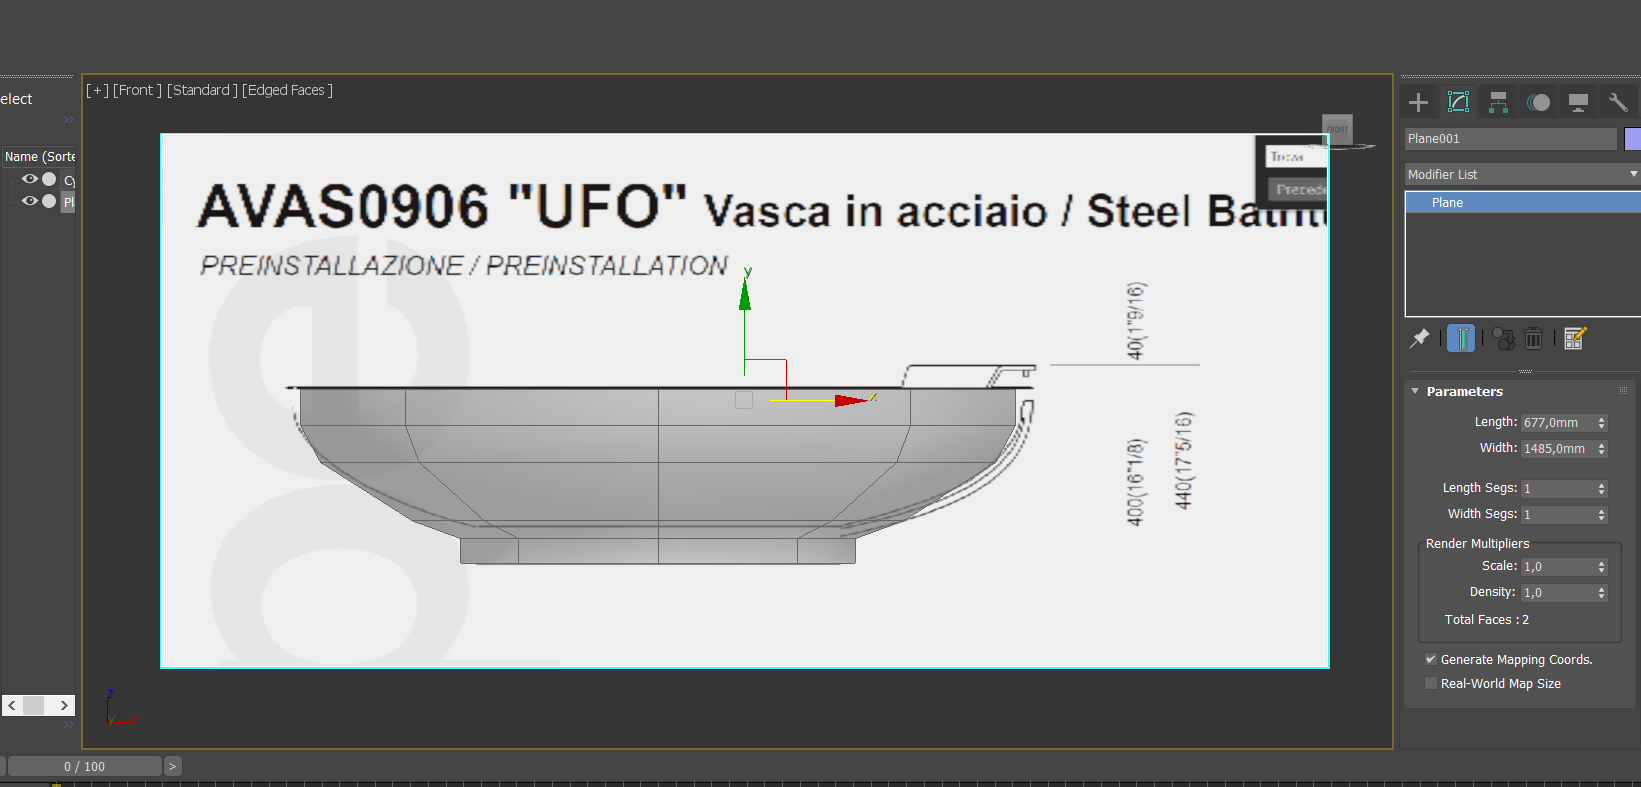 elect
[+] [Front ] [Standard ] [Edged Faces ]
Name (Sorte
Cy
Pl
FRONT
Trova
Precede
AVAS0906 "UFO" Vasca in acciaio / Steel
PREINSTALLAZIONE / PREINSTALLATION
40(1"9/16)
400(16"1/8)
440(17"5/16)
y
x
z
y
x
0 / 100
>
Plane001
Modifier List
Plane
Parameters
Length: 677,0mm
Width: 1485,0mm
Length Segs: 1
Width Segs: 1
Render Multipliers
Scale: 1,0
Density: 1,0
Total Faces : 2
Generate Mapping Coords.
Real-World Map Size